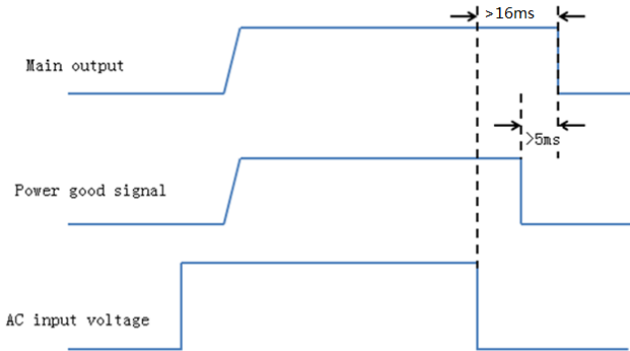 >16ms
Main output
>5ms
Power good signal
AC input voltage